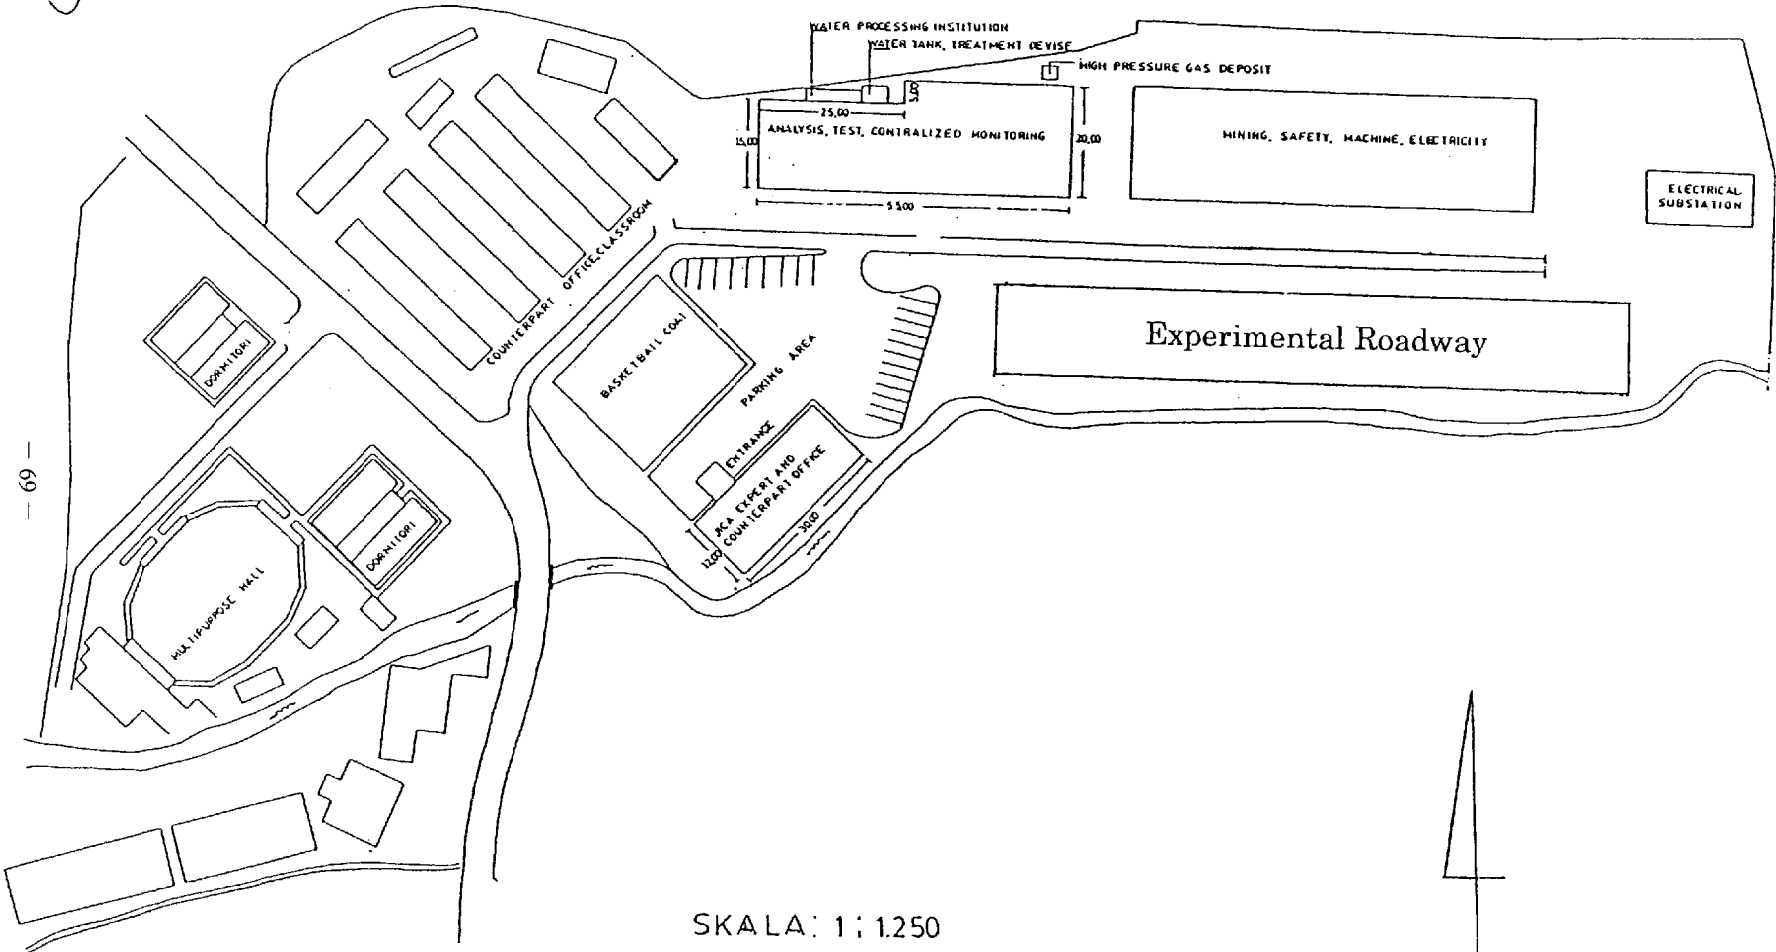 WATER PROCESSING INSTITUTION
WATER TANK, TREATMENT DEVISE
HIGH PRESSURE GAS DEPOSIT
5,00
25,00
15,00
ANALYSIS, TEST, CONTRALIZED MONITORING
20,00
MINING, SAFETY, MACHINE, ELECTRICITY
ELECTRICAL
SUBSTATION
55,00
COUNTERPART OFFICE, CLASSROOM
Experimental Roadway
DORMITORI
BASKETBALL COAT
PARKING AREA
ENTRANCE
JICA EXPERT AND
COUNTERPART OFFICE
30,00
12,00
DORMITORI
MULTIPURPOSE HALL
— 69 —
SKALA: 1 : 1.250